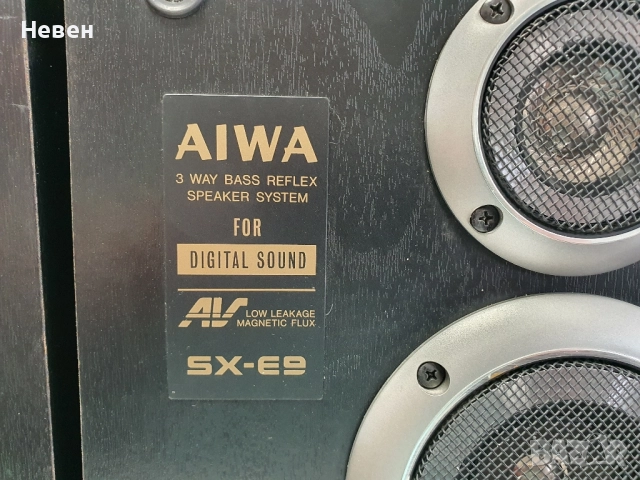 Невен
AIWA
3 WAY BASS REFLEX
SPEAKER SYSTEM
FOR
DIGITAL SOUND
AV LOW LEAKAGE
MAGNETIC FLUX
SX-E9